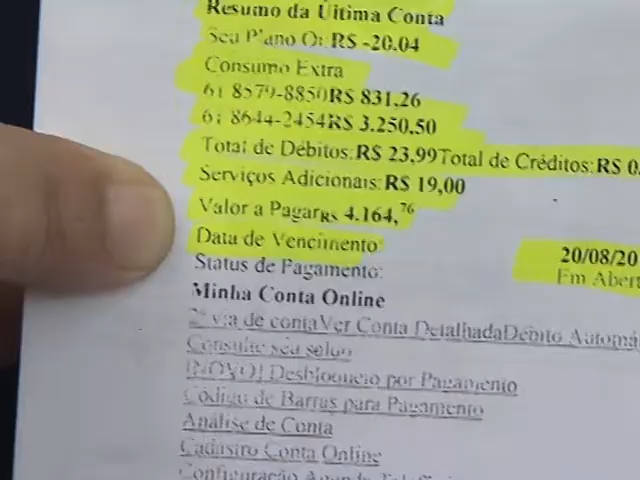 Resumo da Última Conta
Seu Plano O: R$ -20.04
Consumo Extra
61 8579-8850R$ 831,26
61 8644-2454R$ 3.250,50
Total de Débitos:R$ 23,99Total de Créditos:R$ 0.
Serviços Adicionais:R$ 19,00
Valor a PagarR$ 4.164,76
Data de Vencimento: 20/08/20
Status de Pagamento: Em Abert
Minha Conta Online
2ª via de contaVer Conta DetalhadaDébito Automá
Consulte seu seluo
[NOVO] Desbloqueio por Pagamento
Código de Barras para Pagamento
Análise de Conta
Cadastro Conta Online
Configuração